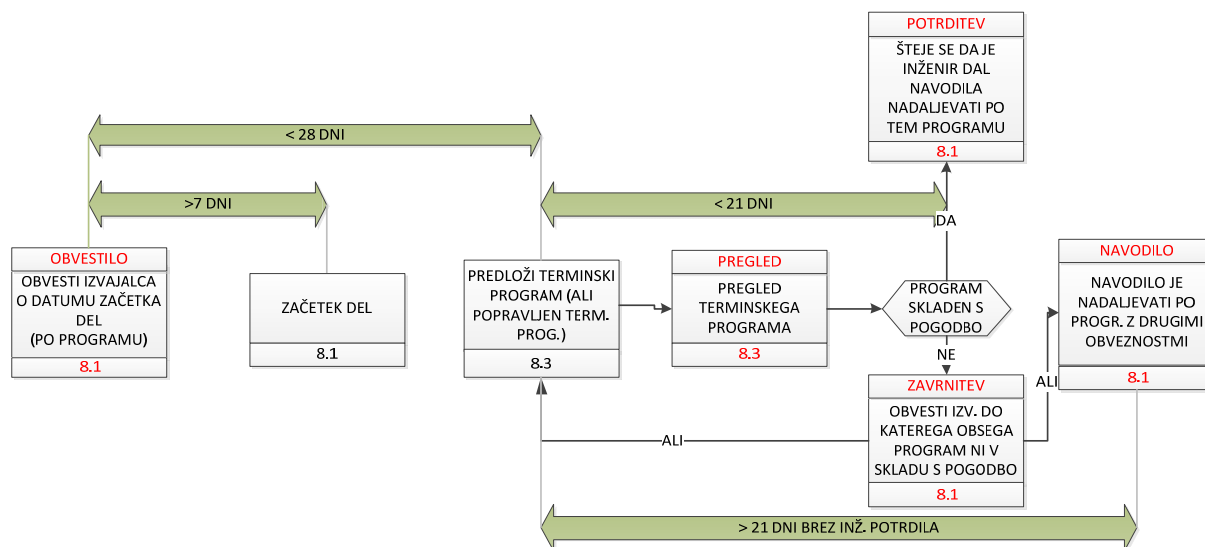 POTRDITEV
ŠTEJE SE DA JE
INŽENIR DAL
NAVODILA
NADALJEVATI PO
TEM PROGRAMU
8.1
< 28 DNI
>7 DNI
< 21 DNI
DA
OBVESTILO
OBVESTI IZVAJALCA
O DATUMU ZAČETKA
DEL
(PO PROGRAMU)
8.1
ZAČETEK DEL
8.1
PREDLOŽI TERMINSKI
PROGRAM (ALI
POPRAVLJEN TERM.
PROG.)
8.3
PREGLED
PREGLED
TERMINSKEGA
PROGRAMA
8.3
PROGRAM
SKLADEN S
POGODBO
NE
NAVODILO
NAVODILO JE
NADALJEVATI PO
PROGR. Z DRUGIMI
OBVEZNOSTMI
8.1
ZAVRNITEV
OBVESTI IZV. DO
KATEREGA OBSEGA
PROGRAM NI V
SKLADU S POGODBO
8.1
ALI
ALI
> 21 DNI BREZ INŽ. POTRDILA